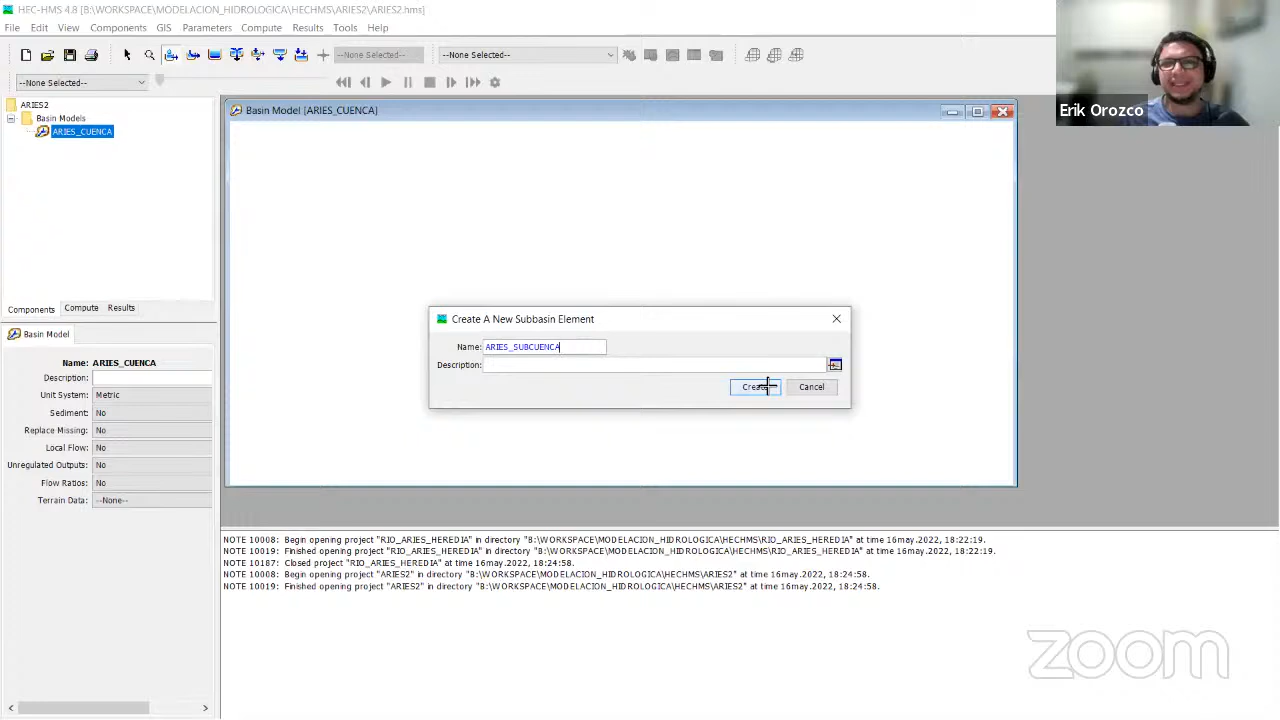 HEC-HMS 4.8 [B:\WORKSPACE\MODELACION_HIDROLOGICA\HECHMS\ARIES2\ARIES2.hms]
File Edit View Components GIS Parameters Compute Results Tools Help
--None Selected-- --None Selected--
--None Selected--
ARIES2
Basin Models
ARIES_CUENCA
Components Compute Results
Basin Model
Name: ARIES_CUENCA
Description:
Unit System: Metric
Sediment: No
Replace Missing: No
Local Flow: No
Unregulated Outputs: No
Flow Ratios: No
Terrain Data: --None--
Basin Model [ARIES_CUENCA]
Create A New Subbasin Element
Name: ARIES_SUBCUENCA
Description:
Create Cancel
NOTE 10008: Begin opening project "RIO_ARIES_HEREDIA" in directory "B:\WORKSPACE\MODELACION_HIDROLOGICA\HECHMS\RIO_ARIES_HEREDIA" at time 16may.2022, 18:22:19.
NOTE 10019: Finished opening project "RIO_ARIES_HEREDIA" in directory "B:\WORKSPACE\MODELACION_HIDROLOGICA\HECHMS\RIO_ARIES_HEREDIA" at time 16may.2022, 18:22:19.
NOTE 10187: Closed project "RIO_ARIES_HEREDIA" at time 16may.2022, 18:24:58.
NOTE 10008: Begin opening project "ARIES2" in directory "B:\WORKSPACE\MODELACION_HIDROLOGICA\HECHMS\ARIES2" at time 16may.2022, 18:24:58.
NOTE 10019: Finished opening project "ARIES2" in directory "B:\WORKSPACE\MODELACION_HIDROLOGICA\HECHMS\ARIES2" at time 16may.2022, 18:24:58.
Erik Orozco
zoom